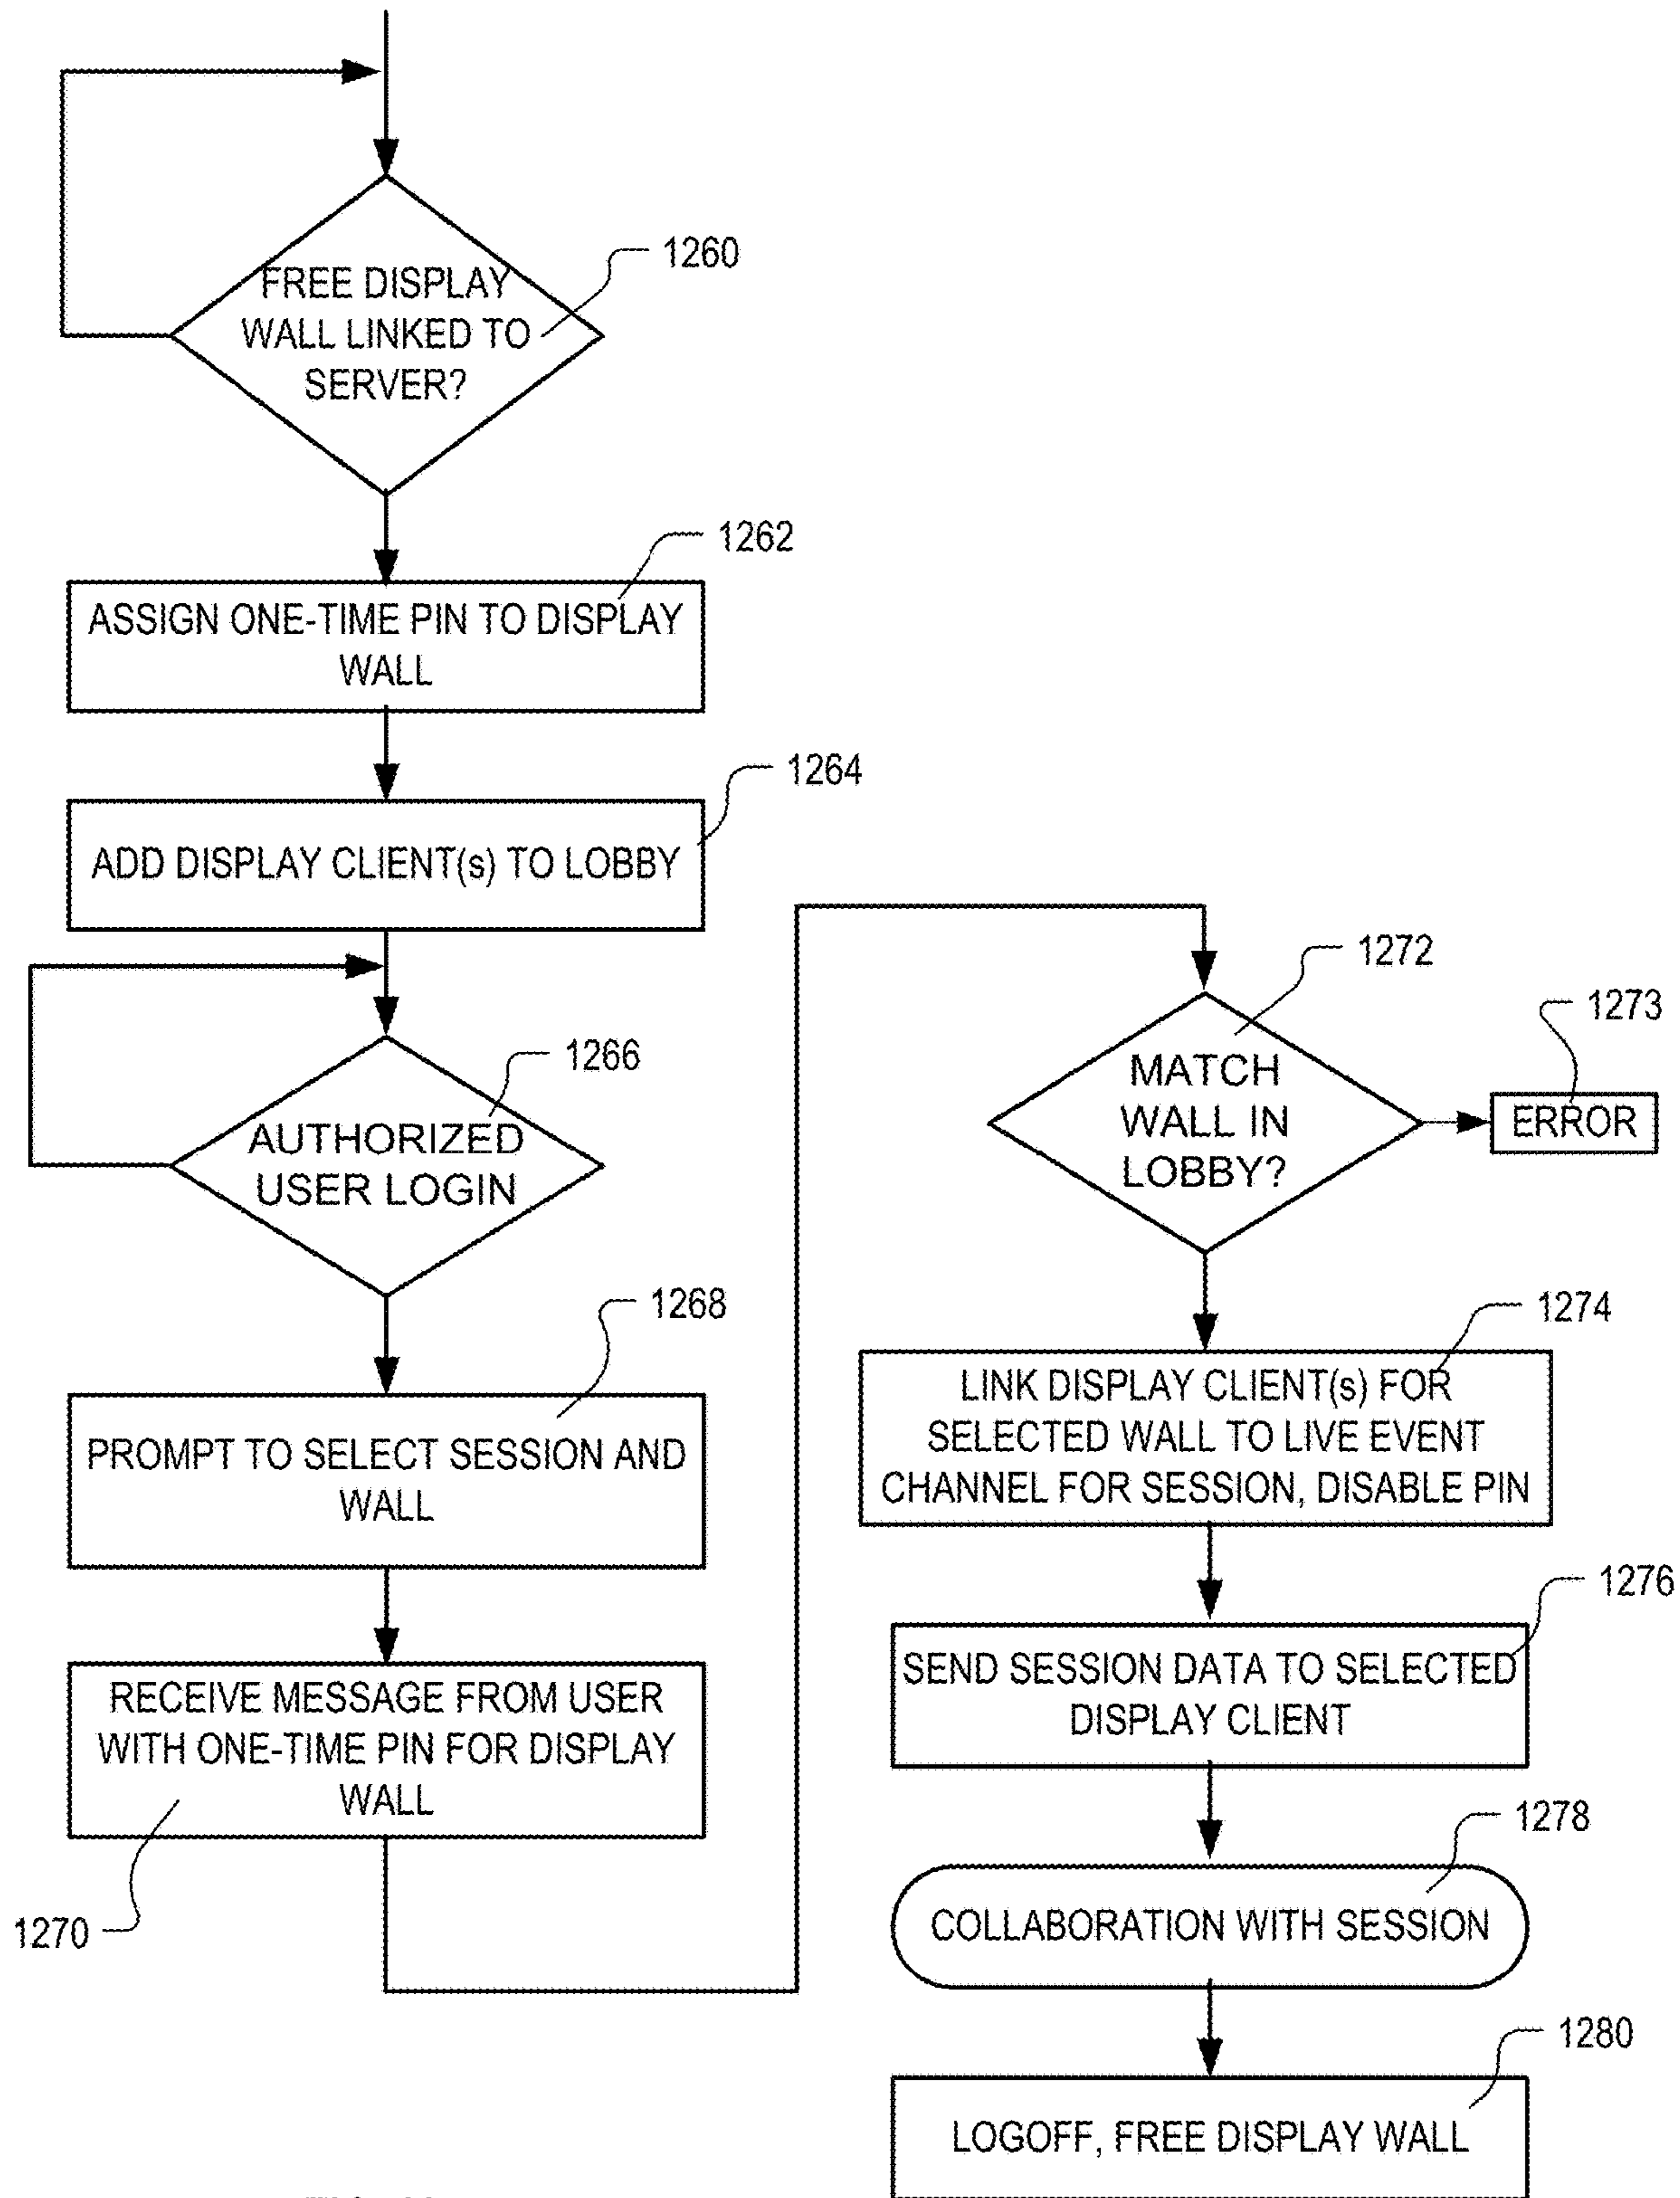 1260
FREE DISPLAY
WALL LINKED TO
SERVER?
1262
ASSIGN ONE-TIME PIN TO DISPLAY
WALL
1264
ADD DISPLAY CLIENT(s) TO LOBBY
1266
AUTHORIZED
USER LOGIN
1268
PROMPT TO SELECT SESSION AND
WALL
RECEIVE MESSAGE FROM USER
WITH ONE-TIME PIN FOR DISPLAY
WALL
1270
1272
MATCH
WALL IN
LOBBY?
1273
ERROR
1274
LINK DISPLAY CLIENT(s) FOR
SELECTED WALL TO LIVE EVENT
CHANNEL FOR SESSION, DISABLE PIN
1276
SEND SESSION DATA TO SELECTED
DISPLAY CLIENT
1278
COLLABORATION WITH SESSION
1280
LOGOFF, FREE DISPLAY WALL